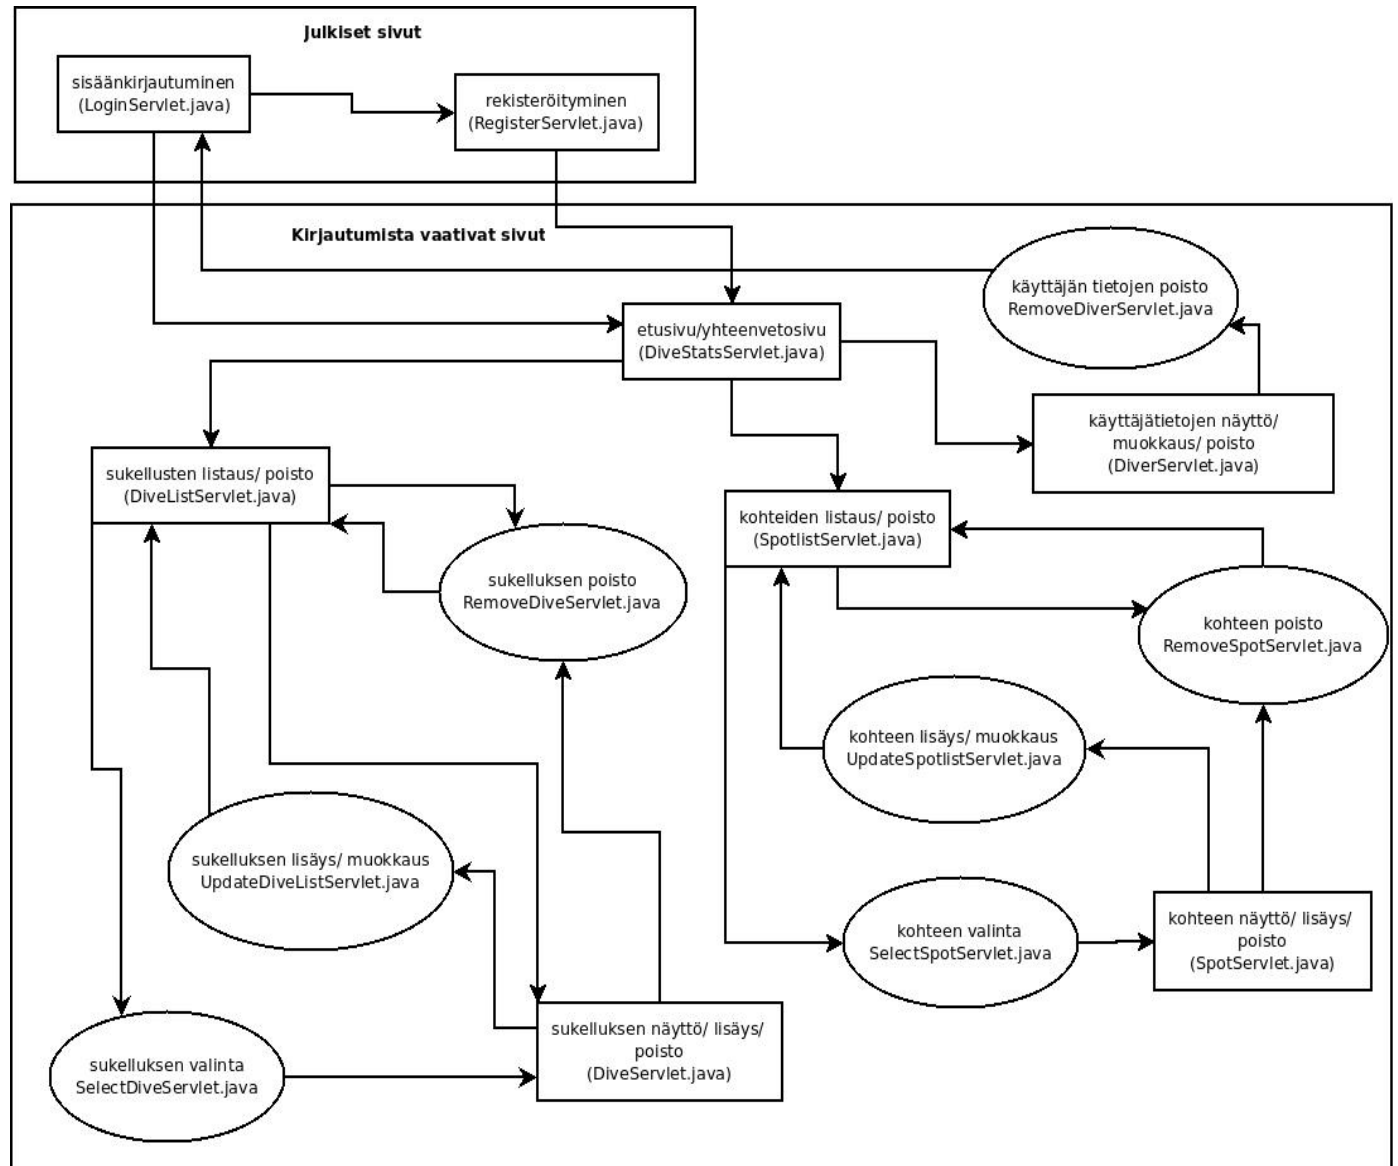 Julkiset sivut
sisäänkirjautuminen
(LoginServlet.java)
rekisteröityminen
(RegisterServlet.java)
Kirjautumista vaativat sivut
käyttäjän tietojen poisto
RemoveDiverServlet.java
etusivu/yhteenvetosivu
(DiveStatsServlet.java)
käyttäjätietojen näyttö/
muokkaus/ poisto
(DiverServlet.java)
sukellusten listaus/ poisto
(DiveListServlet.java)
kohteiden listaus/ poisto
(SpotlistServlet.java)
sukelluksen poisto
RemoveDiveServlet.java
kohteen poisto
RemoveSpotServlet.java
kohteen lisäys/ muokkaus
UpdateSpotlistServlet.java
sukelluksen lisäys/ muokkaus
UpdateDiveListServlet.java
kohteen valinta
SelectSpotServlet.java
kohteen näyttö/ lisäys/
poisto
(SpotServlet.java)
sukelluksen näyttö/ lisäys/
poisto
(DiveServlet.java)
sukelluksen valinta
SelectDiveServlet.java